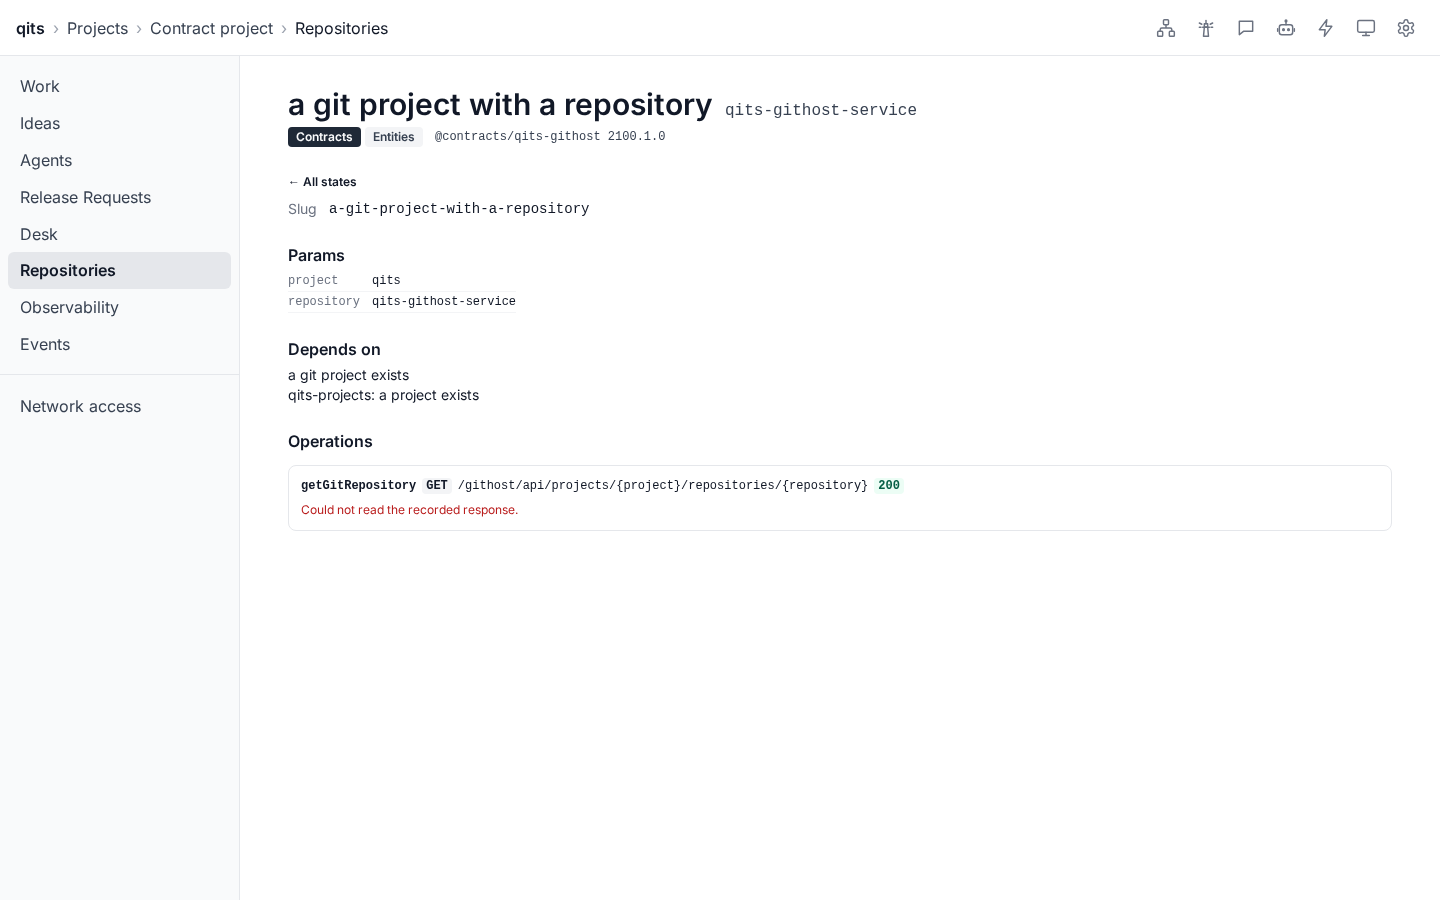 qits › Projects › Contract project › Repositories
Work
Ideas
Agents
Release Requests
Desk
Repositories
Observability
Events
Network access
a git project with a repository qits-githost-service
Contracts Entities @contracts/qits-githost 2100.1.0
← All states
Slug a-git-project-with-a-repository
Params
project qits
repository qits-githost-service
Depends on
a git project exists
qits-projects: a project exists
Operations
getGitRepository GET /githost/api/projects/{project}/repositories/{repository} 200
Could not read the recorded response.